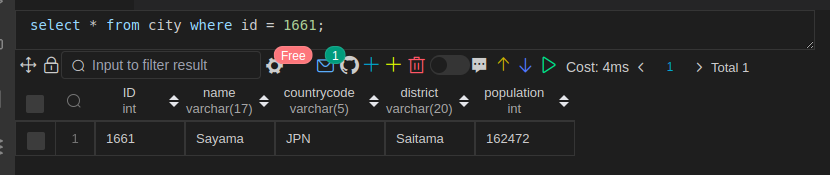 select * from city where id = 1661;
Free 1
Input to filter result Cost: 4ms 1 Total 1
ID name countrycode district population
int varchar(17) varchar(5) varchar(20) int
1 1661 Sayama JPN Saitama 162472